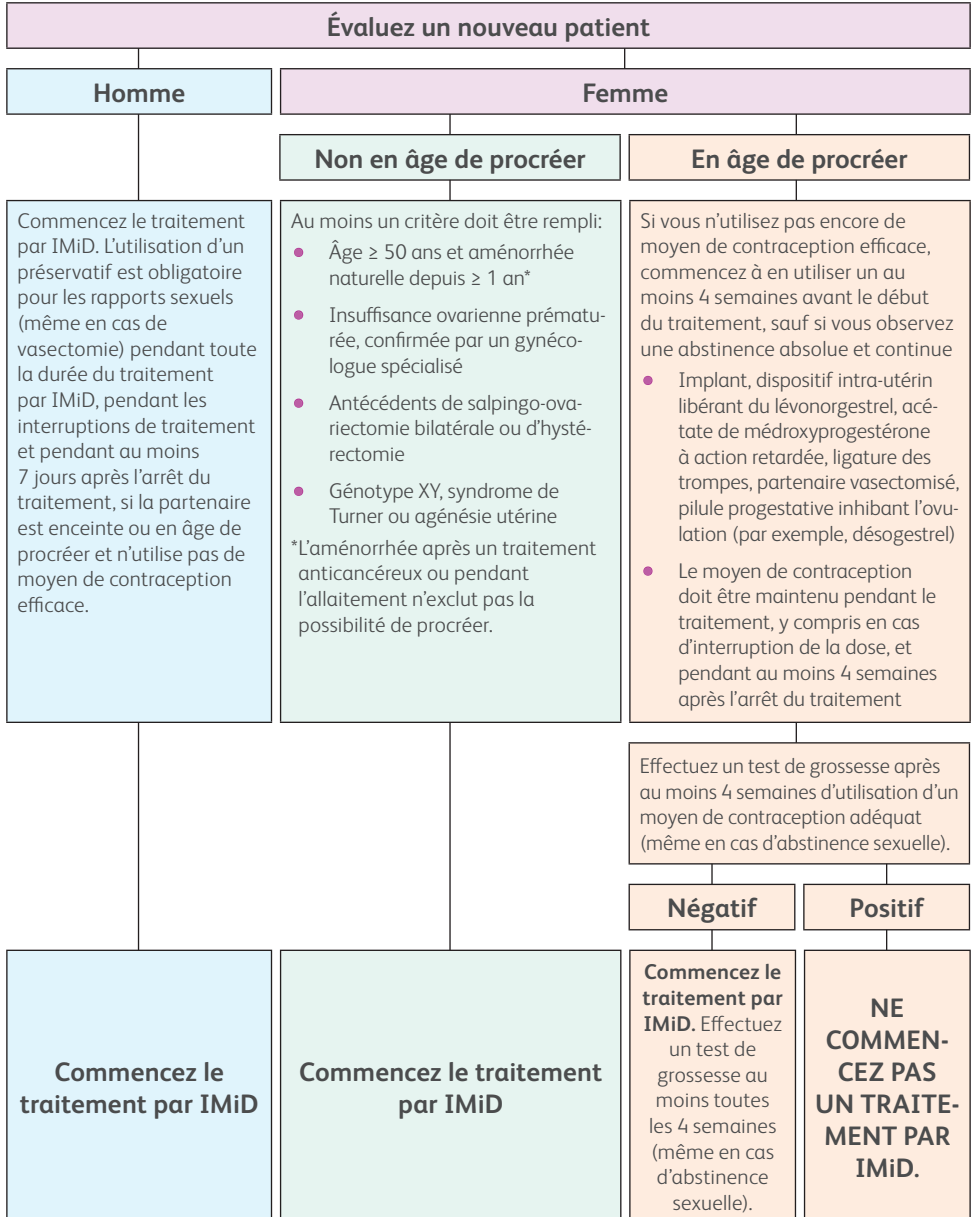 Évaluez un nouveau patient
Homme
Femme
Non en âge de procréer
En âge de procréer
Commencez le traitement
par IMiD. L’utilisation d’un
préservatif est obligatoire
pour les rapports sexuels
(même en cas de
vasectomie) pendant toute
la durée du traitement
par IMiD, pendant les
interruptions de traitement
et pendant au moins
7 jours après l’arrêt du
traitement, si la partenaire
est enceinte ou en âge de
procréer et n’utilise pas de
moyen de contraception
efficace.
Au moins un critère doit être rempli:
• Âge ≥ 50 ans et aménorrhée
naturelle depuis ≥ 1 an*
• Insuffisance ovarienne prématu-
rée, confirmée par un gynéco-
logue spécialisé
• Antécédents de salpingo-ova-
riectomie bilatérale ou d’hysté-
rectomie
• Génotype XY, syndrome de
Turner ou agénésie utérine
*L’aménorrhée après un traitement
anticancéreux ou pendant
l’allaitement n’exclut pas la
possibilité de procréer.
Si vous n’utilisez pas encore de
moyen de contraception efficace,
commencez à en utiliser un au
moins 4 semaines avant le début
du traitement, sauf si vous observez
une abstinence absolue et continue
• Implant, dispositif intra-utérin
libérant du lévonorgestrel, acé-
tate de médroxyprogestérone
à action retardée, ligature des
trompes, partenaire vasectomisé,
pilule progestative inhibant l’ovu-
lation (par exemple, désogestrel)
• Le moyen de contraception
doit être maintenu pendant le
traitement, y compris en cas
d’interruption de la dose, et
pendant au moins 4 semaines
après l’arrêt du traitement
Effectuez un test de grossesse après
au moins 4 semaines d’utilisation d’un
moyen de contraception adéquat
(même en cas d’abstinence sexuelle).
Négatif
Positif
Commencez le
traitement par IMiD
Commencez le traitement
par IMiD
Commencez le
traitement par
IMiD. Effectuez
un test de
grossesse au
moins toutes
les 4 semaines
(même en cas
d’abstinence
sexuelle).
NE
COMMEN-
CEZ PAS
UN TRAITE-
MENT PAR
IMiD.